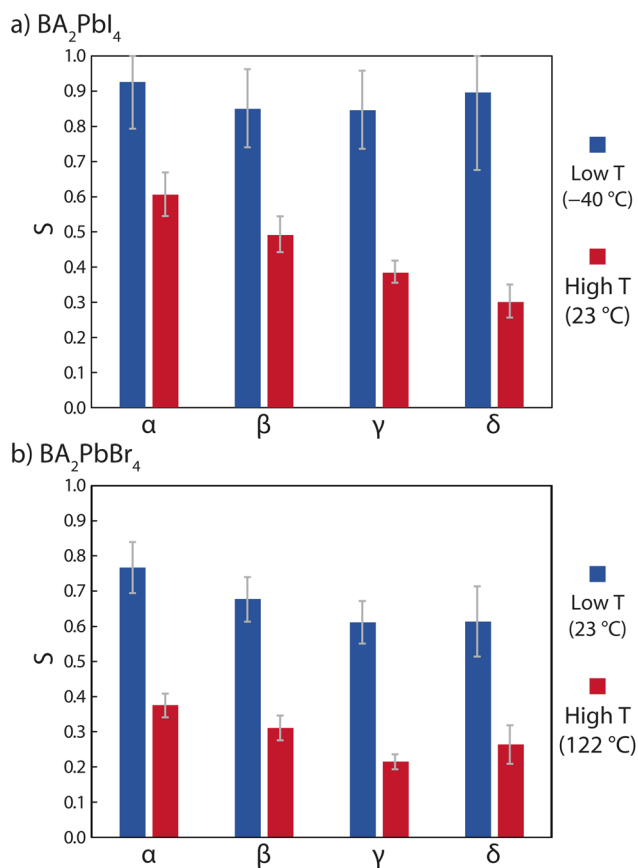 a) BA₂PbI₄
1.0
0.9
0.8
0.7
0.6
0.5
0.4
0.3
0.2
0.1
0.0
S
α β γ δ
Low T
(−40 °C)
High T
(23 °C)
b) BA₂PbBr₄
1.0
0.9
0.8
0.7
0.6
0.5
0.4
0.3
0.2
0.1
0.0
S
α β γ δ
Low T
(23 °C)
High T
(122 °C)